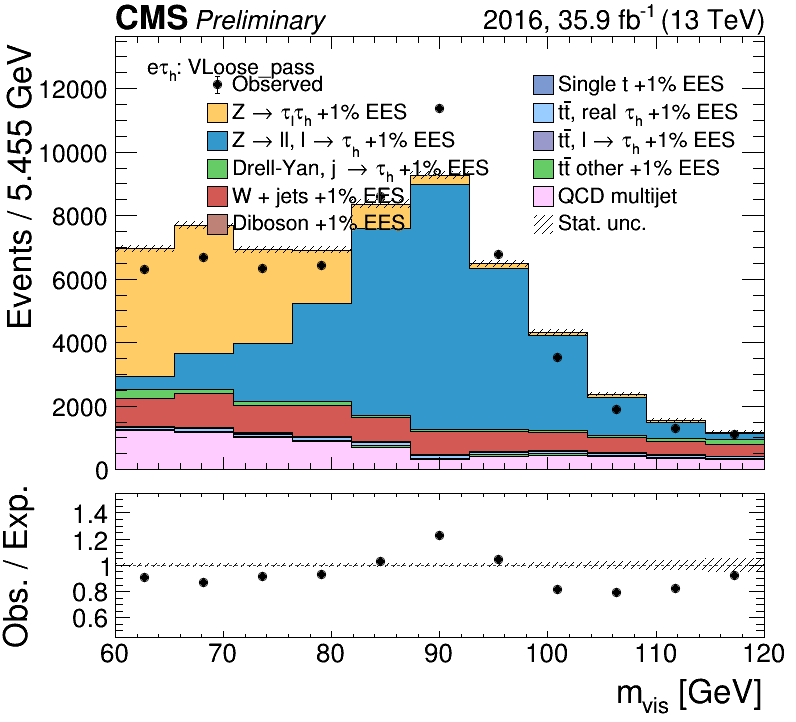 CMS Preliminary 2016, 35.9 fb⁻¹ (13 TeV)
eτₕ: VLoose_pass
Observed
Z → τₗτₕ +1% EES
Z → ll, l → τₕ +1% EES
Drell-Yan, j → τₕ +1% EES
W + jets +1% EES
Diboson +1% EES
Single t +1% EES
tt̄, real τₕ +1% EES
tt̄, l → τₕ +1% EES
tt̄ other +1% EES
QCD multijet
Stat. unc.
Events / 5.455 GeV
12000
10000
8000
6000
4000
2000
0
Obs. / Exp.
1.4
1.2
1
0.8
0.6
60 70 80 90 100 110 120
m_vis [GeV]